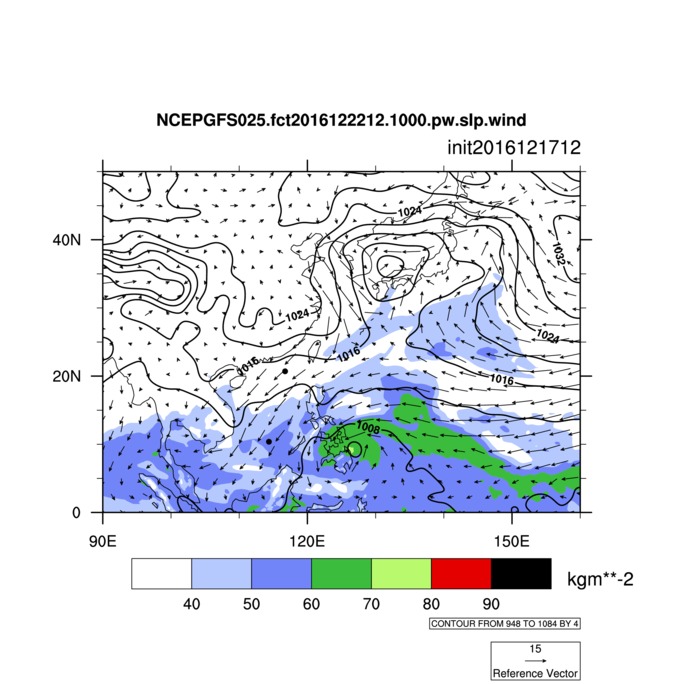 NCEPGFS025.fct2016122212.1000.pw.slp.wind
init2016121712
1024
40N
1032
1024
1024
1016
1016
20N
1016
1008
0
90E 120E 150E
kgm**-2
40 50 60 70 80 90
CONTOUR FROM 948 TO 1084 BY 4
15
Reference Vector